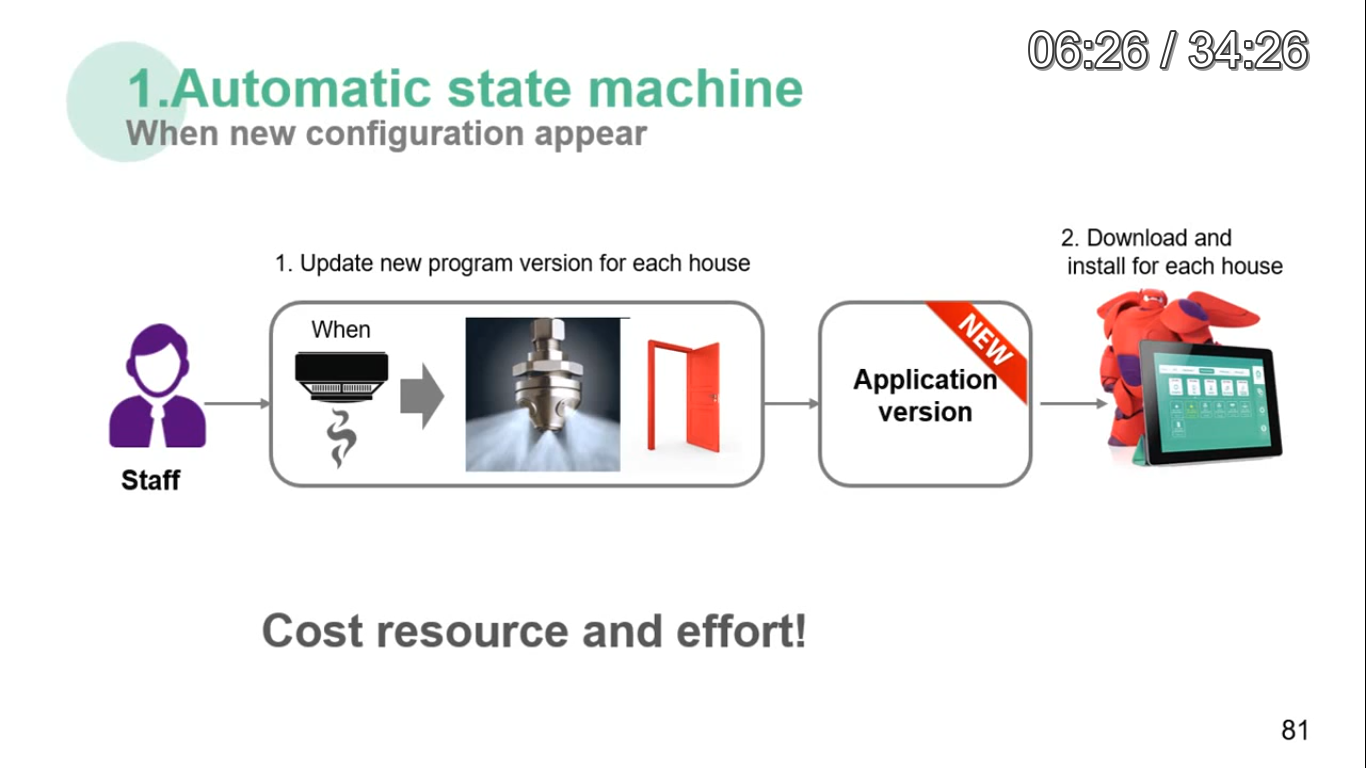 06:26 / 34:26
1.Automatic state machine
When new configuration appear
1. Update new program version for each house
2. Download and
install for each house
When
NEW
Application
version
Staff
Cost resource and effort!
81